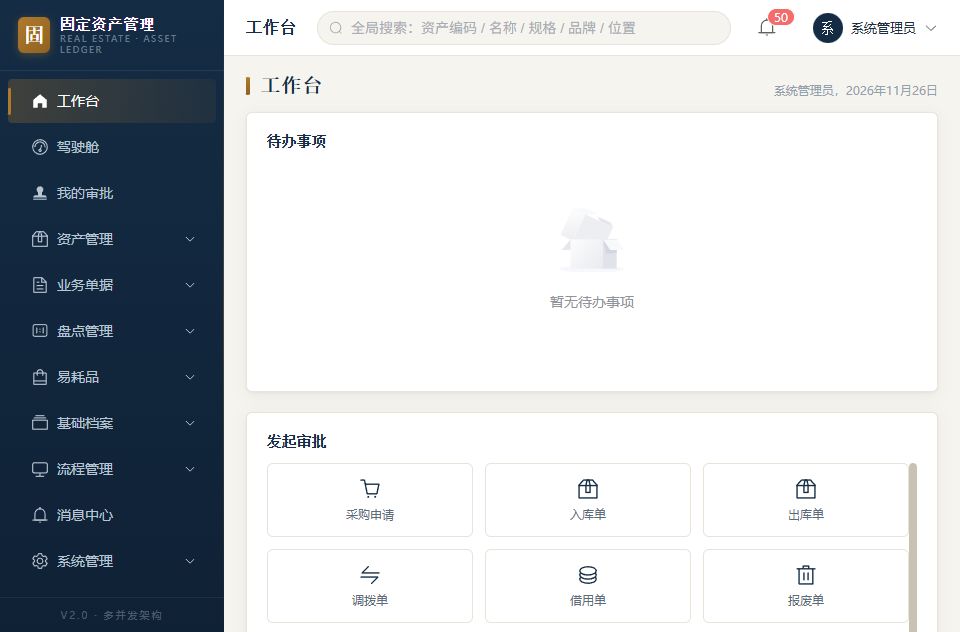 固
固定资产管理
REAL ESTATE · ASSET
LEDGER
工作台
驾驶舱
我的审批
资产管理
业务单据
盘点管理
易耗品
基础档案
流程管理
消息中心
系统管理
V2.0 · 多并发架构
工作台
全局搜索：资产编码 / 名称 / 规格 / 品牌 / 位置
50
系
系统管理员
工作台
系统管理员，2026年11月26日
待办事项
暂无待办事项
发起审批
采购申请
入库单
出库单
调拨单
借用单
报废单